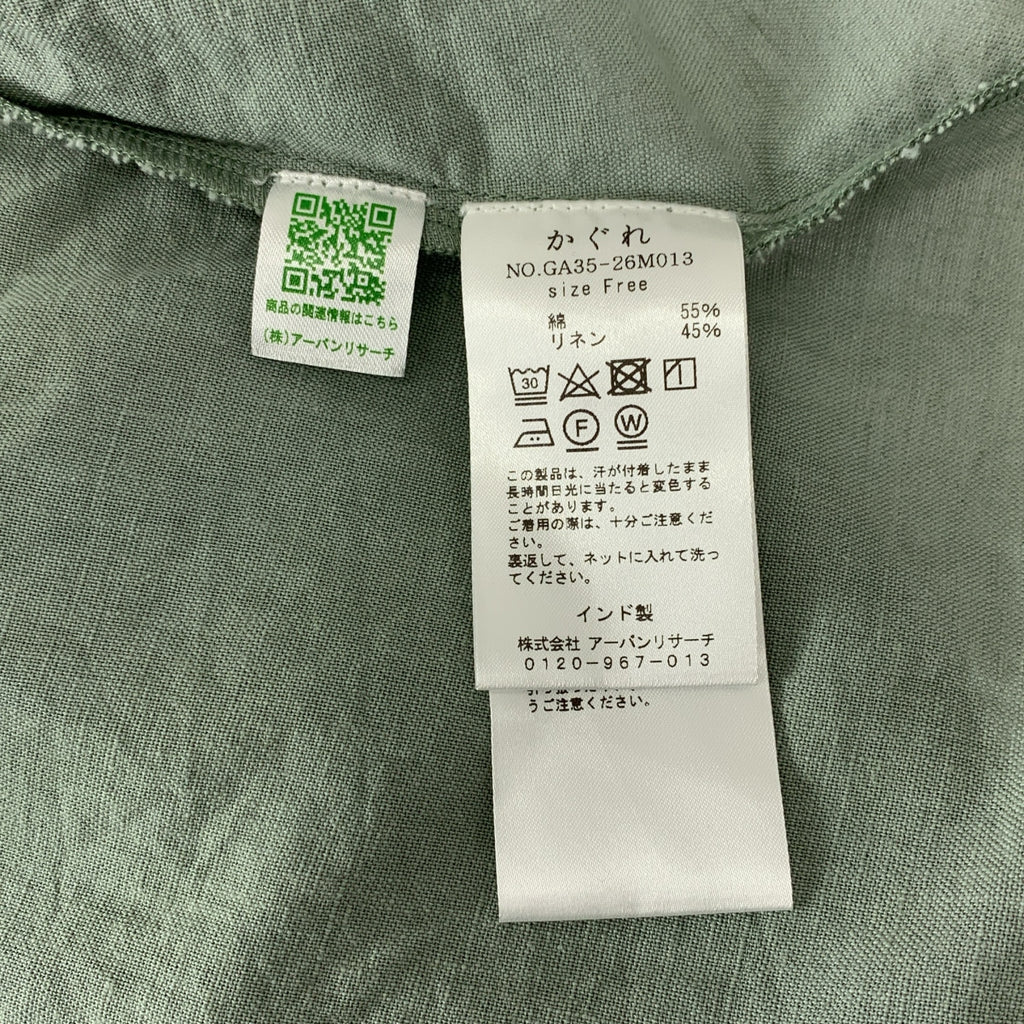 商品の関連情報はこちら
(株)アーバンリサーチ
かぐれ
NO.GA35-26M013
size Free
綿 55%
リネン 45%
30
F W
この製品は、汗が付着したまま
長時間日光に当たると変色する
ことがあります。
ご着用の際は、十分ご注意くだ
さい。
裏返して、ネットに入れて洗っ
てください。
インド製
株式会社 アーバンリサーチ
0120-967-013
うご注意ください。